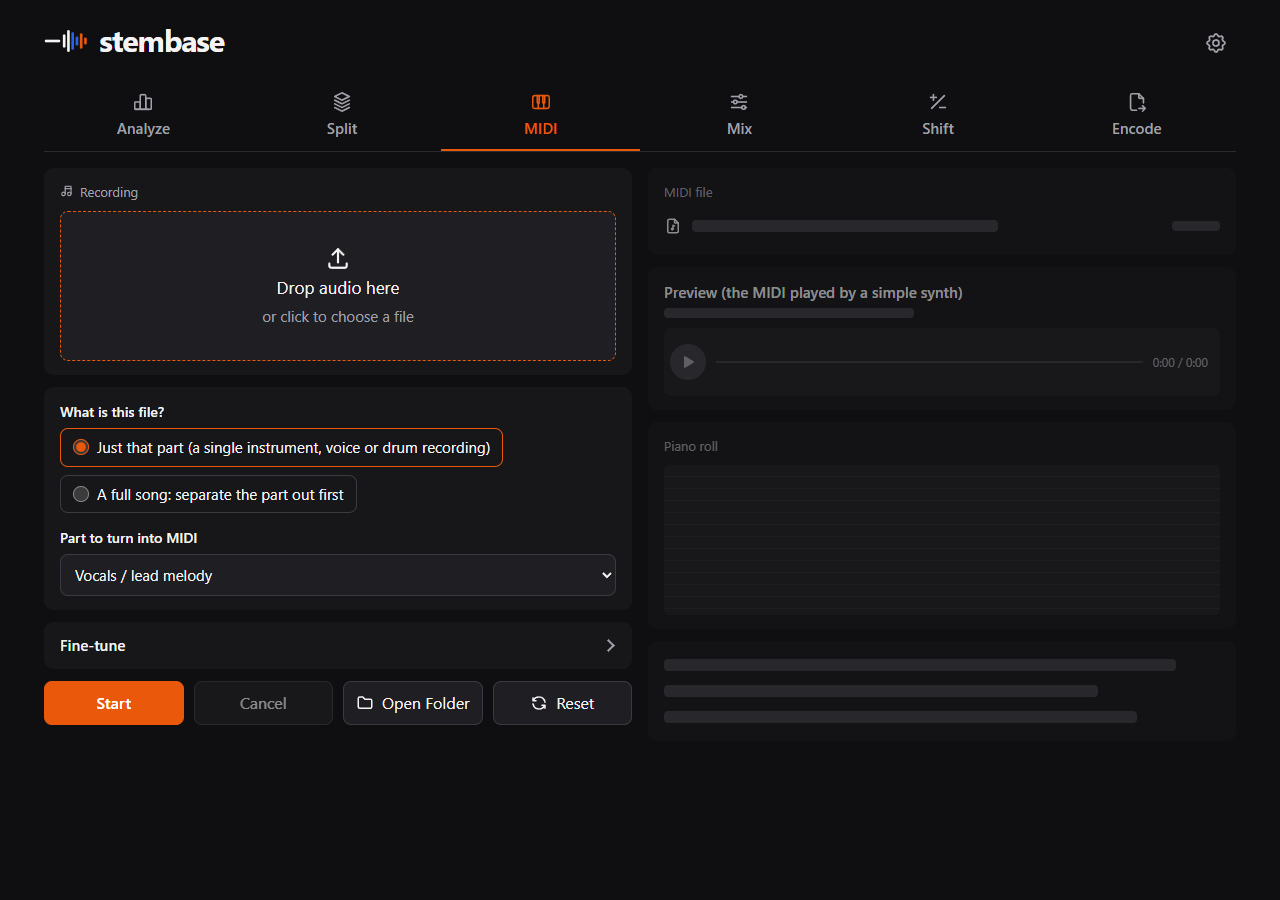 stembase
Analyze
Split
MIDI
Mix
Shift
Encode
Recording
Drop audio here
or click to choose a file
What is this file?
Just that part (a single instrument, voice or drum recording)
A full song: separate the part out first
Part to turn into MIDI
Vocals / lead melody
Fine-tune
Start
Cancel
Open Folder
Reset
MIDI file
Preview (the MIDI played by a simple synth)
0:00 / 0:00
Piano roll